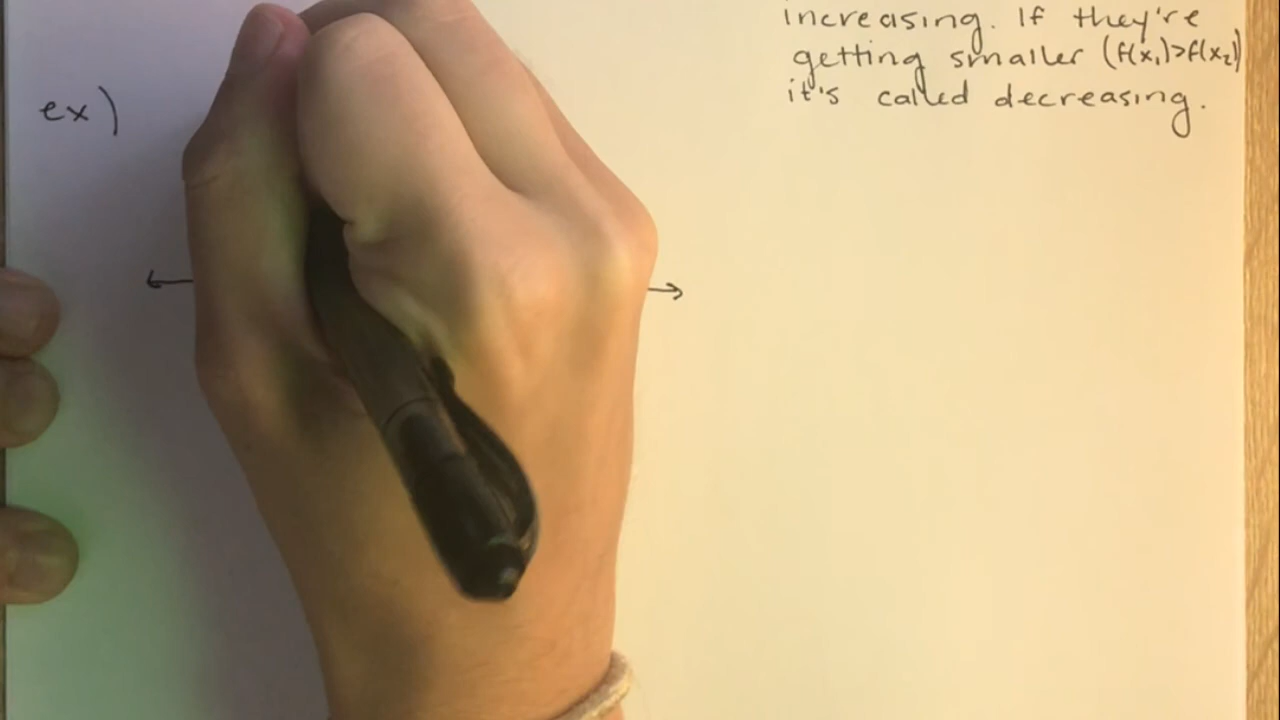 increasing. If they're
getting smaller (f(x₁)>f(x₂))
it's called decreasing.
ex)